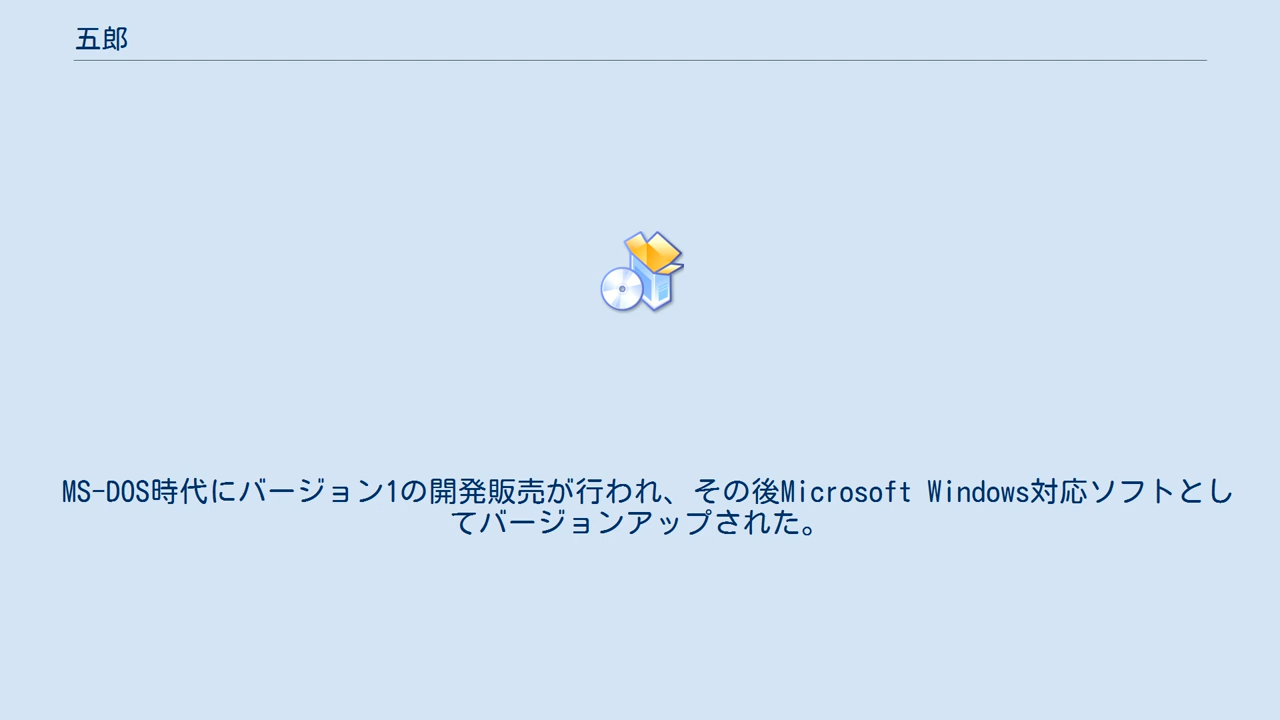 五郎
MS-DOS時代にバージョン1の開発販売が行われ、その後Microsoft Windows対応ソフトとし
てバージョンアップされた。